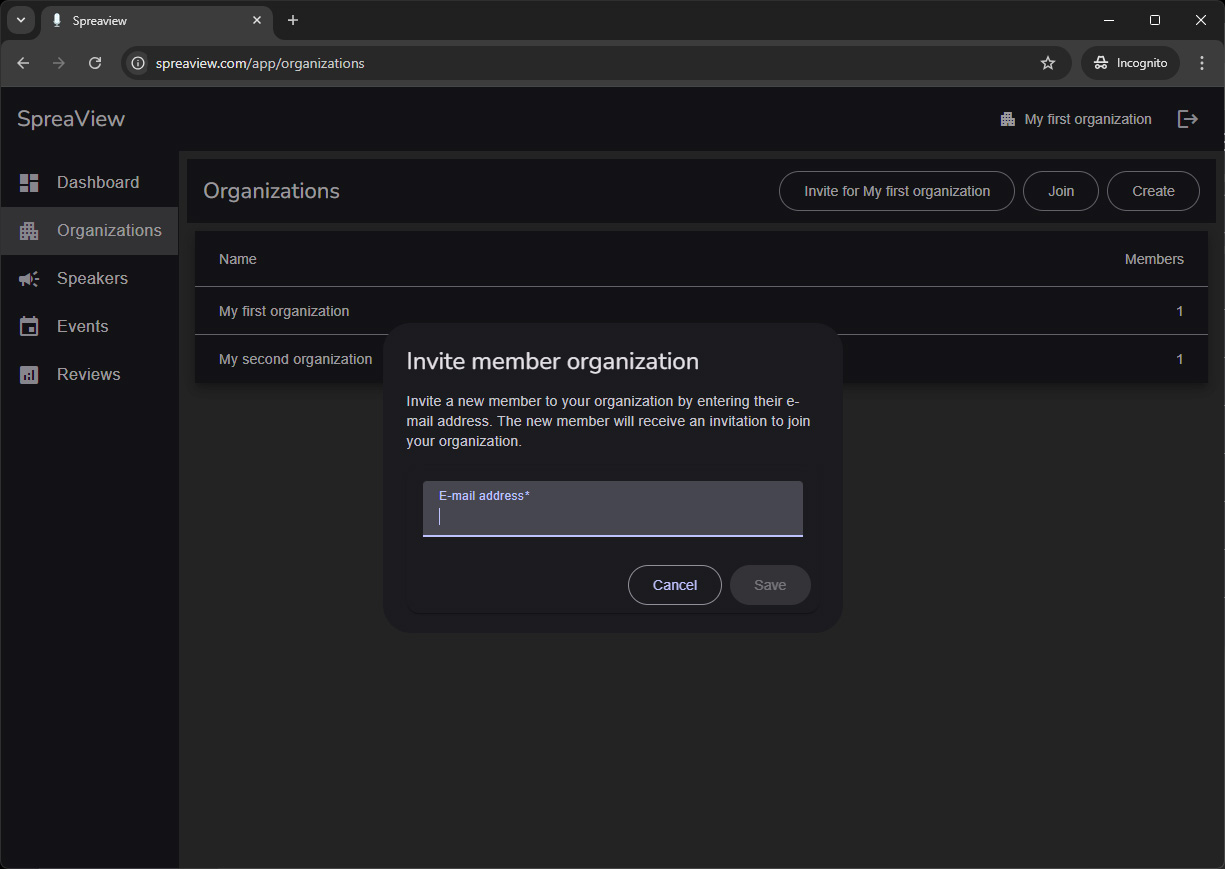 Spreaview
spreaview.com/app/organizations
Incognito
SpreaView
My first organization
Dashboard
Organizations
Speakers
Events
Reviews
Organizations
Invite for My first organization
Join
Create
Name Members
My first organization 1
My second organization 1
Invite member organization
Invite a new member to your organization by entering their e-
mail address. The new member will receive an invitation to join
your organization.
E-mail address*
Cancel
Save